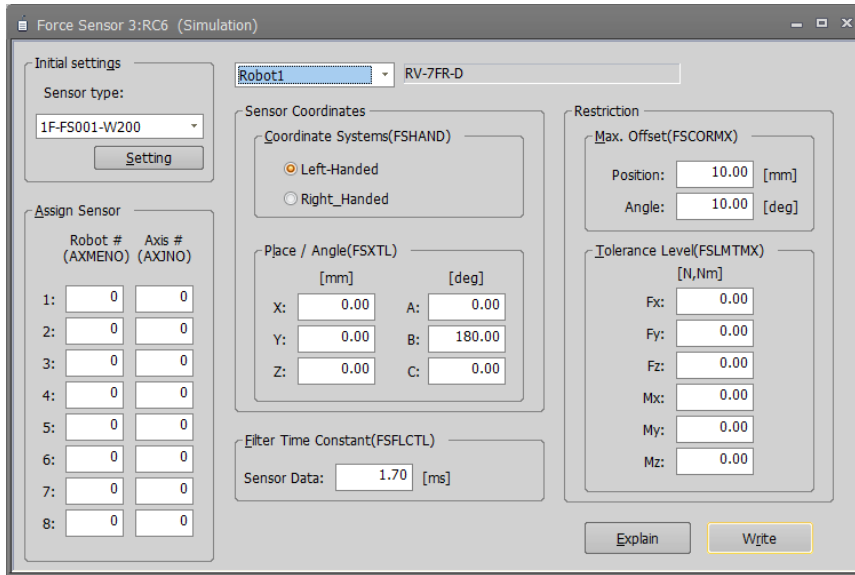 Force Sensor 3:RC6 (Simulation)
Initial settings
Sensor type:
1F-FS001-W200
Setting
Assign Sensor
Robot # Axis #
(AXMENO) (AXJNO)
1: 0 0
2: 0 0
3: 0 0
4: 0 0
5: 0 0
6: 0 0
7: 0 0
8: 0 0
Robot1 RV-7FR-D
Sensor Coordinates
Coordinate Systems(FSHAND)
Left-Handed
Right_Handed
Place / Angle(FSXTL)
[mm] [deg]
X: 0.00 A: 0.00
Y: 0.00 B: 180.00
Z: 0.00 C: 0.00
Filter Time Constant(FSFLCTL)
Sensor Data: 1.70 [ms]
Restriction
Max. Offset(FSCORMX)
Position: 10.00 [mm]
Angle: 10.00 [deg]
Tolerance Level(FSLMTMX)
[N,Nm]
Fx: 0.00
Fy: 0.00
Fz: 0.00
Mx: 0.00
My: 0.00
Mz: 0.00
Explain Write